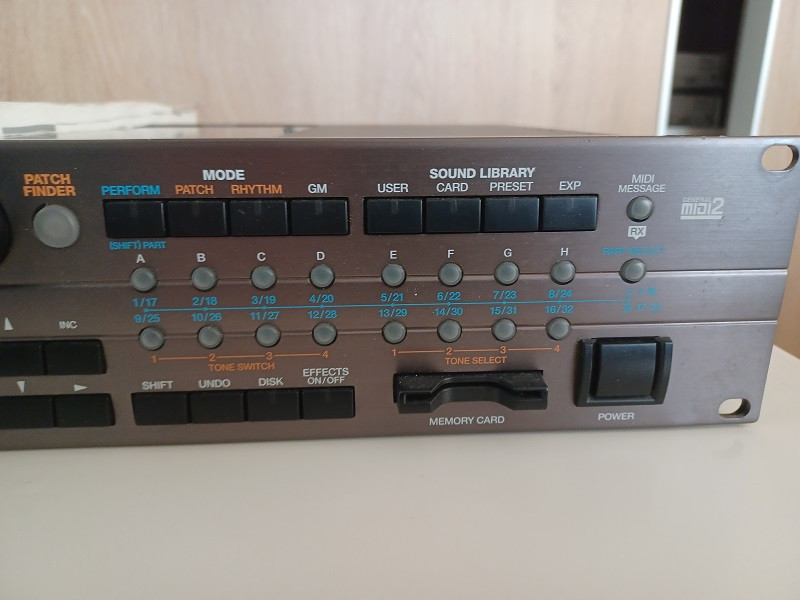 PATCH
FINDER
MODE
PERFORM PATCH RHYTHM GM
(SHIFT) PART
SOUND LIBRARY
USER CARD PRESET EXP
MIDI
MESSAGE
RX
GENERAL
MIDI2
A B C D E F G H
1/17 2/18 3/19 4/20 5/21 6/22 7/23 8/24
9/25 10/26 11/27 12/28 13/29 14/30 15/31 16/32
1 2 3 4 1 2 3 4
TONE SWITCH TONE SELECT
INC
SHIFT UNDO DISK EFFECTS
ON/OFF
MEMORY CARD
POWER